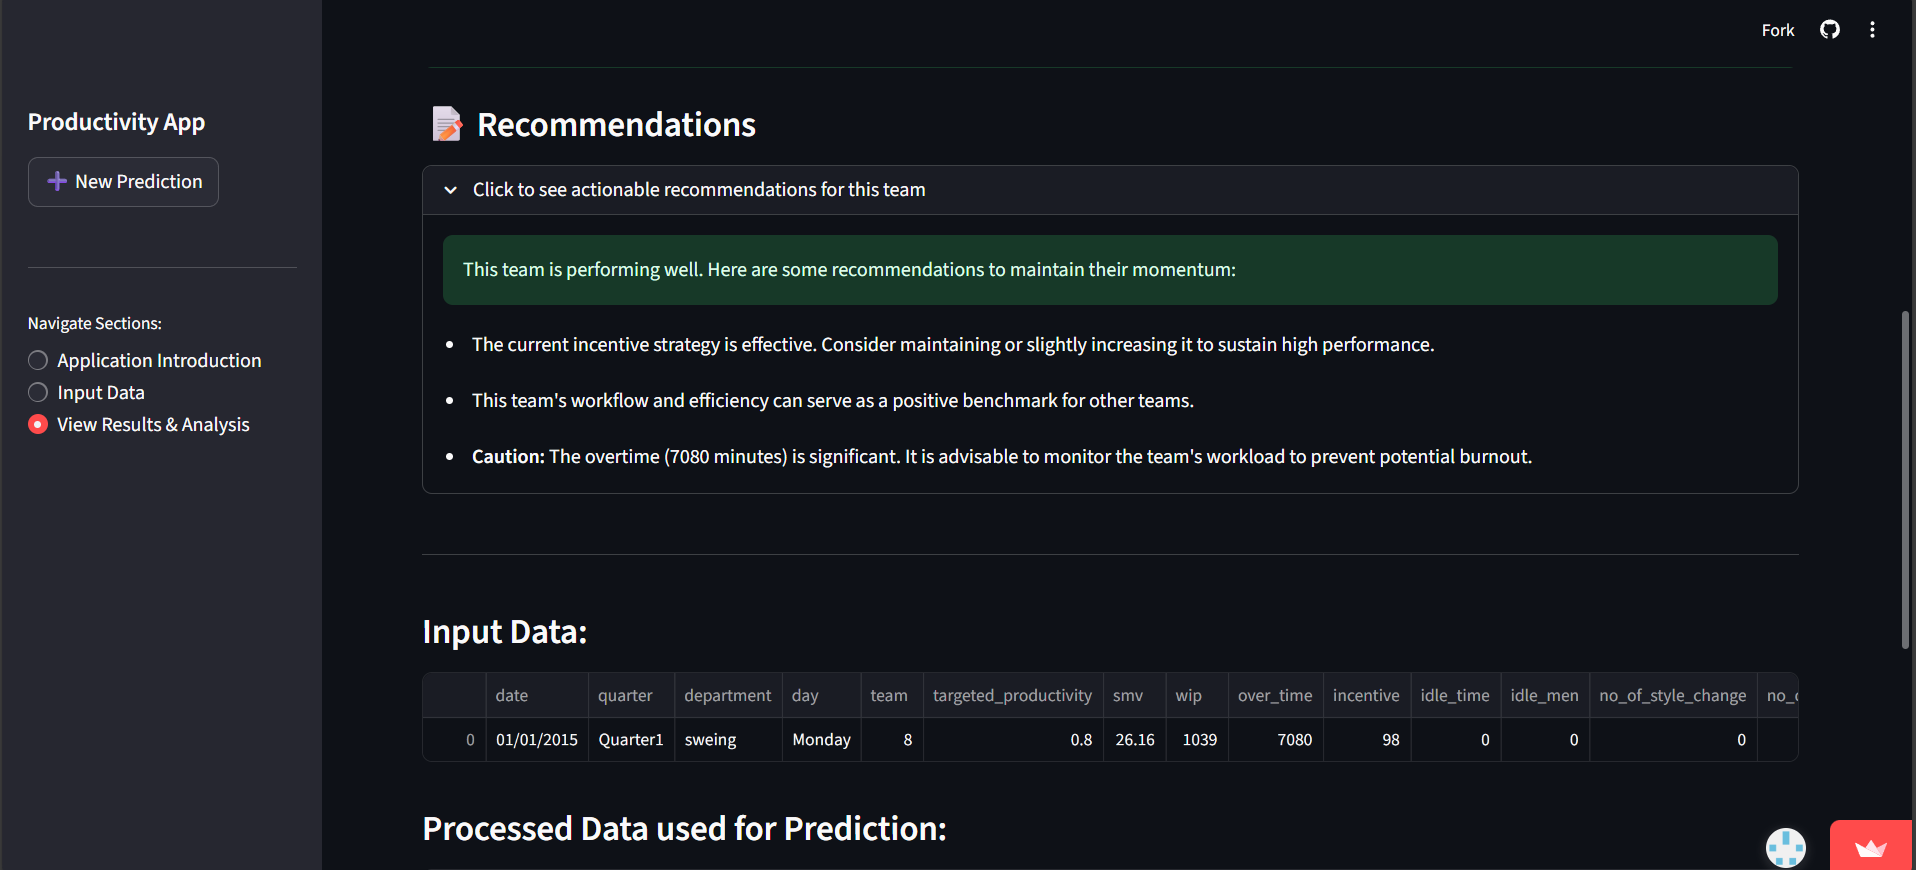 Fork
Productivity App
New Prediction
Navigate Sections:
Application Introduction
Input Data
View Results & Analysis
Recommendations
Click to see actionable recommendations for this team
This team is performing well. Here are some recommendations to maintain their momentum:
The current incentive strategy is effective. Consider maintaining or slightly increasing it to sustain high performance.
This team's workflow and efficiency can serve as a positive benchmark for other teams.
Caution: The overtime (7080 minutes) is significant. It is advisable to monitor the team's workload to prevent potential burnout.
Input Data:
date quarter department day team targeted_productivity smv wip over_time incentive idle_time idle_men no_of_style_change
0 01/01/2015 Quarter1 sweing Monday 8 0.8 26.16 1039 7080 98 0 0 0
Processed Data used for Prediction: